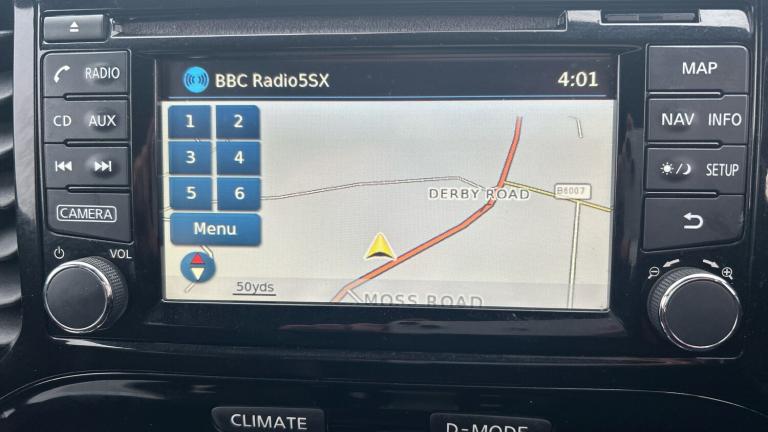 BBC Radio5SX
4:01
RADIO
CD AUX
CAMERA
VOL
1 2
3 4
5 6
Menu
50yds
DERBY ROAD
B6007
MOSS ROAD
MAP
NAV INFO
SETUP
CLIMATE
D-MODE